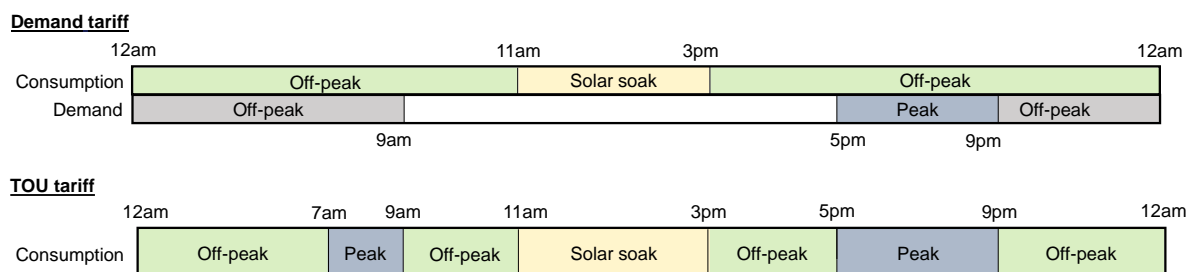 Demand tariff
12am 11am 3pm 12am
Consumption Off-peak Solar soak Off-peak
Demand Off-peak Peak Off-peak
9am 5pm 9pm
TOU tariff
12am 7am 9am 11am 3pm 5pm 9pm 12am
Consumption Off-peak Peak Off-peak Solar soak Off-peak Peak Off-peak